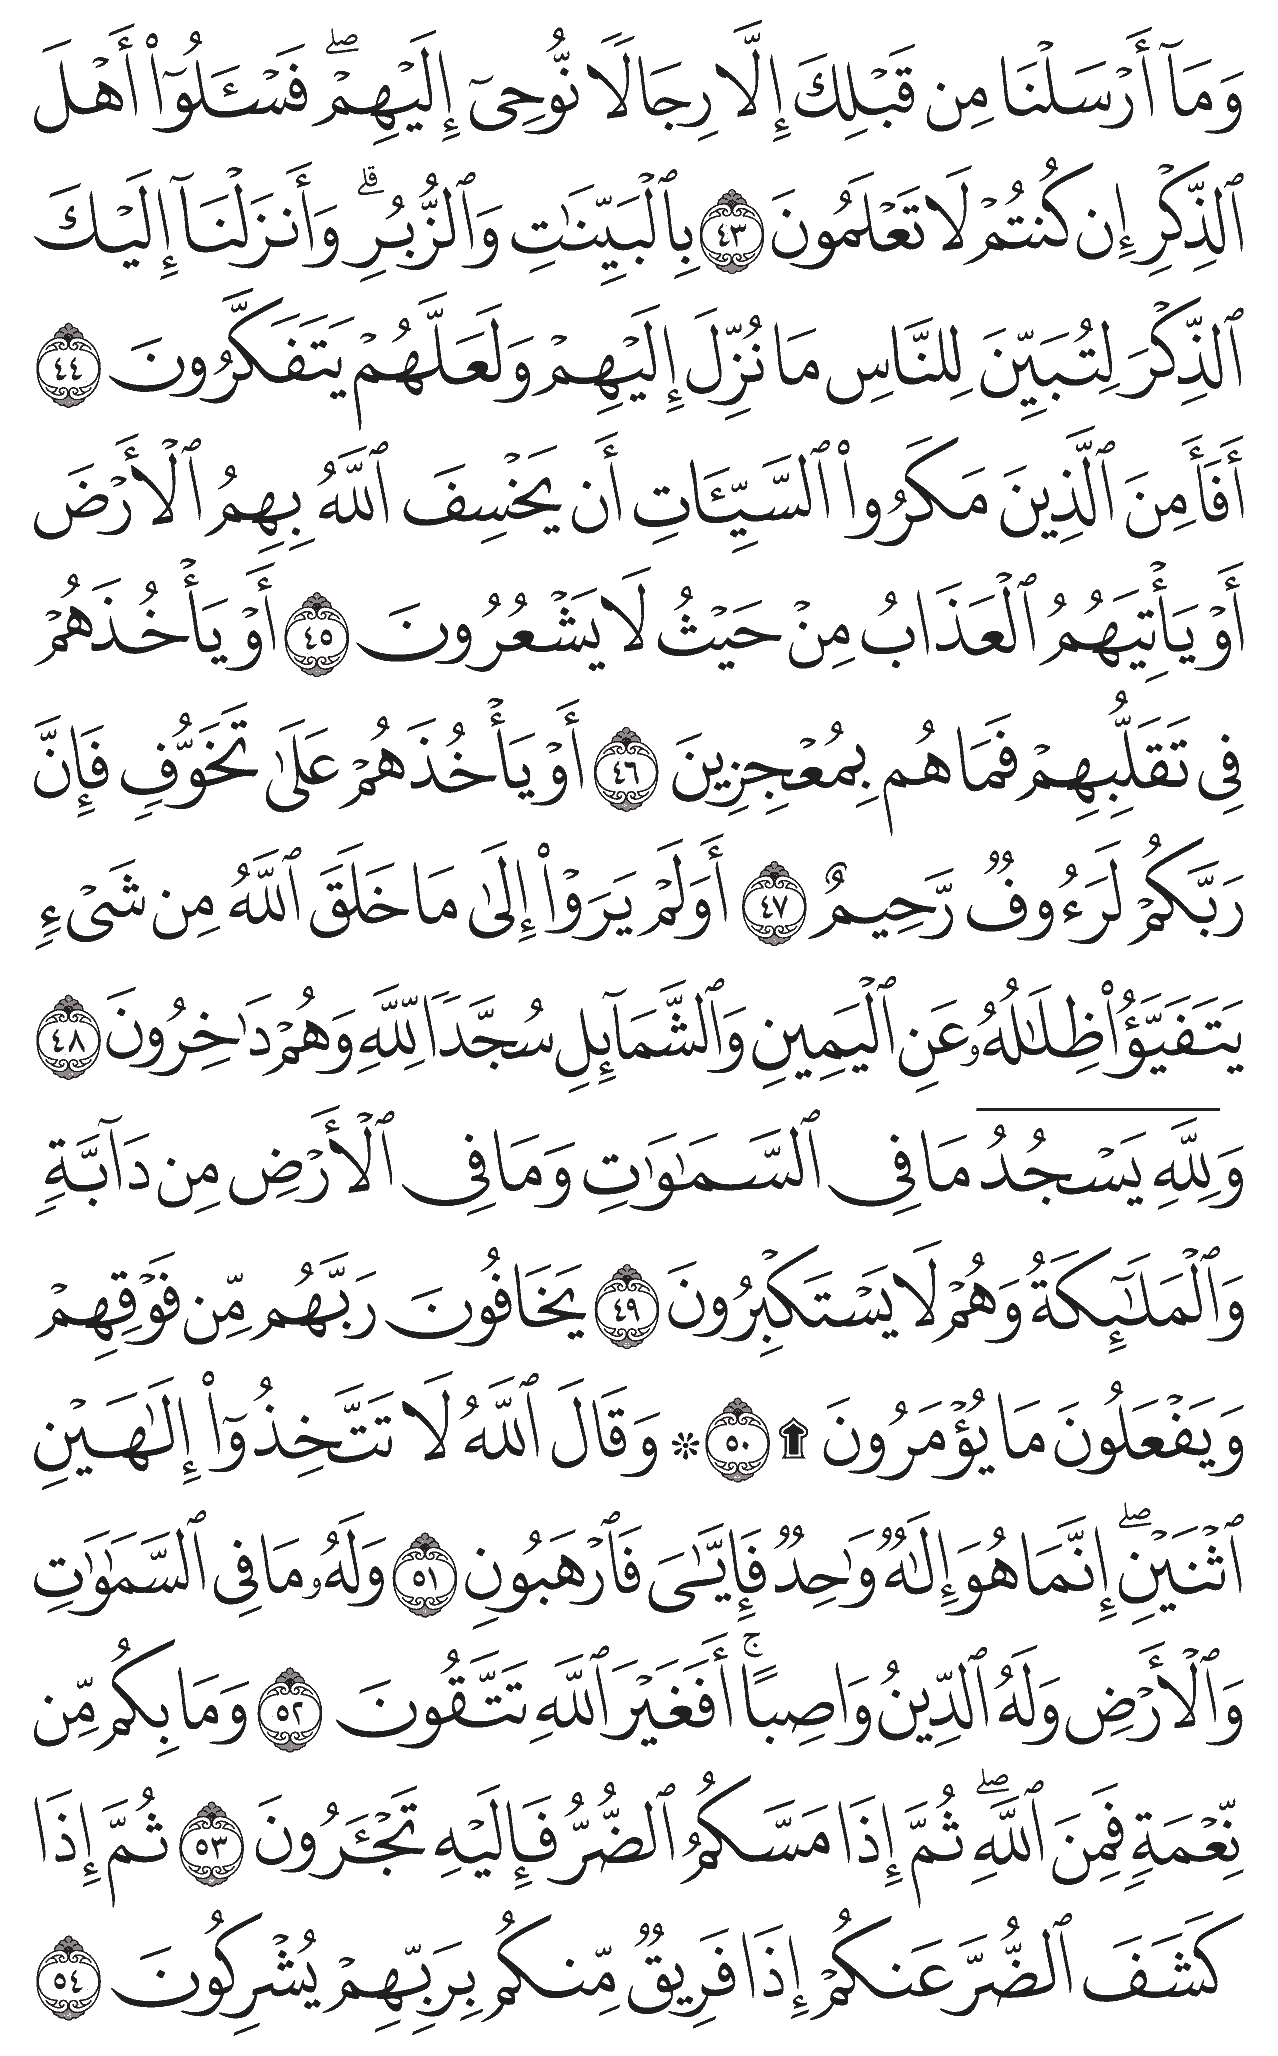 وَمَآ أَرۡسَلۡنَا مِن قَبۡلِكَ إِلَّا رِجَالٗا نُّوحِيٓ إِلَيۡهِمۡۖ فَسۡـَٔلُوٓاْ أَهۡلَ
ٱلذِّكۡرِ إِن كُنتُمۡ لَا تَعۡلَمُونَ ٤٣ بِٱلۡبَيِّنَٰتِ وَٱلزُّبُرِۗ وَأَنزَلۡنَآ إِلَيۡكَ
ٱلذِّكۡرَ لِتُبَيِّنَ لِلنَّاسِ مَا نُزِّلَ إِلَيۡهِمۡ وَلَعَلَّهُمۡ يَتَفَكَّرُونَ ٤٤
أَفَأَمِنَ ٱلَّذِينَ مَكَرُواْ ٱلسَّيِّـَٔاتِ أَن يَخۡسِفَ ٱللَّهُ بِهِمُ ٱلۡأَرۡضَ
أَوۡ يَأۡتِيَهُمُ ٱلۡعَذَابُ مِنۡ حَيۡثُ لَا يَشۡعُرُونَ ٤٥ أَوۡ يَأۡخُذَهُمۡ
فِي تَقَلُّبِهِمۡ فَمَا هُم بِمُعۡجِزِينَ ٤٦ أَوۡ يَأۡخُذَهُمۡ عَلَىٰ تَخَوُّفٖ فَإِنَّ
رَبَّكُمۡ لَرَءُوفٞ رَّحِيمٌ ٤٧ أَوَلَمۡ يَرَوۡاْ إِلَىٰ مَا خَلَقَ ٱللَّهُ مِن شَيۡءٖ
يَتَفَيَّؤُاْ ظِلَٰلُهُۥ عَنِ ٱلۡيَمِينِ وَٱلشَّمَآئِلِ سُجَّدٗا لِّلَّهِ وَهُمۡ دَٰخِرُونَ ٤٨
وَلِلَّهِۤ يَسۡجُدُۤ مَا فِي ٱلسَّمَٰوَٰتِ وَمَا فِي ٱلۡأَرۡضِ مِن دَآبَّةٖ
وَٱلۡمَلَٰٓئِكَةُ وَهُمۡ لَا يَسۡتَكۡبِرُونَ ٤٩ يَخَافُونَ رَبَّهُم مِّن فَوۡقِهِمۡ
وَيَفۡعَلُونَ مَا يُؤۡمَرُونَ ۩ ٥٠ ۞ وَقَالَ ٱللَّهُ لَا تَتَّخِذُوٓاْ إِلَٰهَيۡنِ
ٱثۡنَيۡنِۖ إِنَّمَا هُوَ إِلَٰهٞ وَٰحِدٞ فَإِيَّٰيَ فَٱرۡهَبُونِ ٥١ وَلَهُۥ مَا فِي ٱلسَّمَٰوَٰتِ
وَٱلۡأَرۡضِ وَلَهُ ٱلدِّينُ وَاصِبًاۚ أَفَغَيۡرَ ٱللَّهِ تَتَّقُونَ ٥٢ وَمَا بِكُم مِّن
نِّعۡمَةٖ فَمِنَ ٱللَّهِۖ ثُمَّ إِذَا مَسَّكُمُ ٱلضُّرُّ فَإِلَيۡهِ تَجۡـَٔرُونَ ٥٣ ثُمَّ إِذَا
كَشَفَ ٱلضُّرَّ عَنكُمۡ إِذَا فَرِيقٞ مِّنكُم بِرَبِّهِمۡ يُشۡرِكُونَ ٥٤